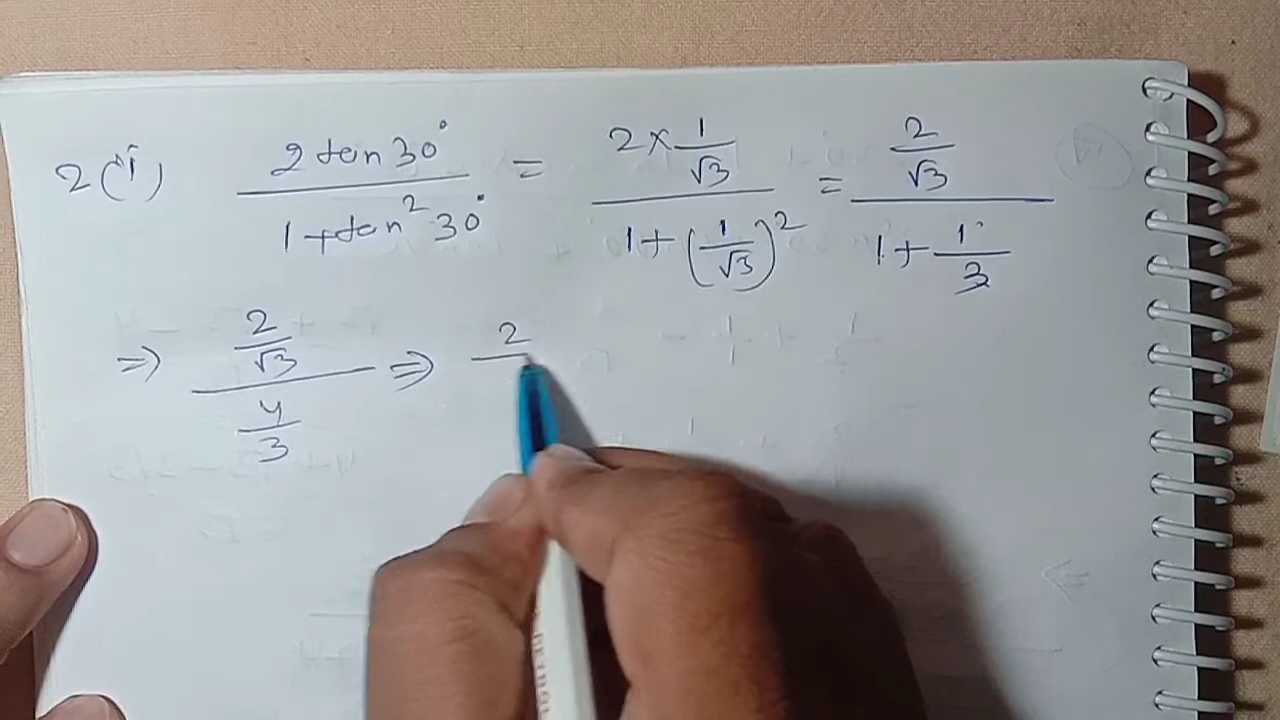 2(i) 2 tan 30° / 1 + tan² 30° = 2 × 1/√3 / 1 + (1/√3)² = 2/√3 / 1 + 1/3
⇒ 2/√3 / 4/3 ⇒ 2